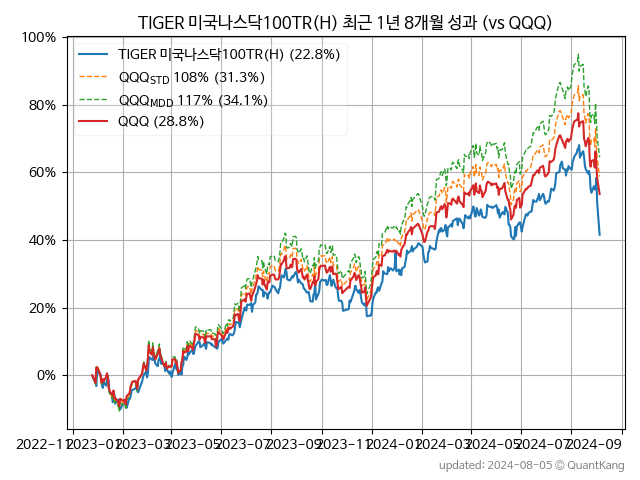 TIGER 미국나스닥100TR(H) 최근 1년 8개월 성과 (vs QQQ)
TIGER 미국나스닥100TR(H) (22.8%)
QQQSTD 108% (31.3%)
QQQMDD 117% (34.1%)
QQQ (28.8%)
100%
80%
60%
40%
20%
0%
2022-11 2023-01 2023-03 2023-05 2023-07 2023-09 2023-11 2024-01 2024-03 2024-05 2024-07 2024-09
updated: 2024-08-05 © QuantKang